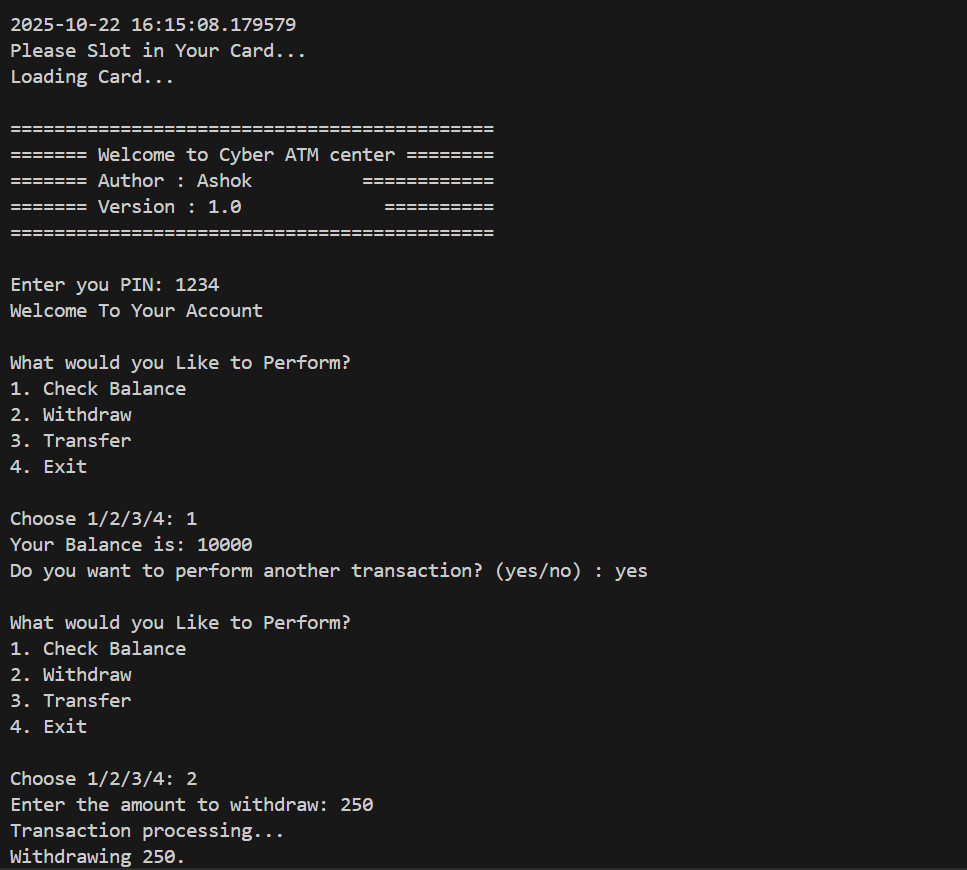 2025-10-22 16:15:08.179579
Please Slot in Your Card...
Loading Card...

============================================
======= Welcome to Cyber ATM center ========
======= Author : Ashok          ============
======= Version : 1.0             ==========
============================================

Enter you PIN: 1234
Welcome To Your Account

What would you Like to Perform?
1. Check Balance
2. Withdraw
3. Transfer
4. Exit

Choose 1/2/3/4: 1
Your Balance is: 10000
Do you want to perform another transaction? (yes/no) : yes

What would you Like to Perform?
1. Check Balance
2. Withdraw
3. Transfer
4. Exit

Choose 1/2/3/4: 2
Enter the amount to withdraw: 250
Transaction processing...
Withdrawing 250.